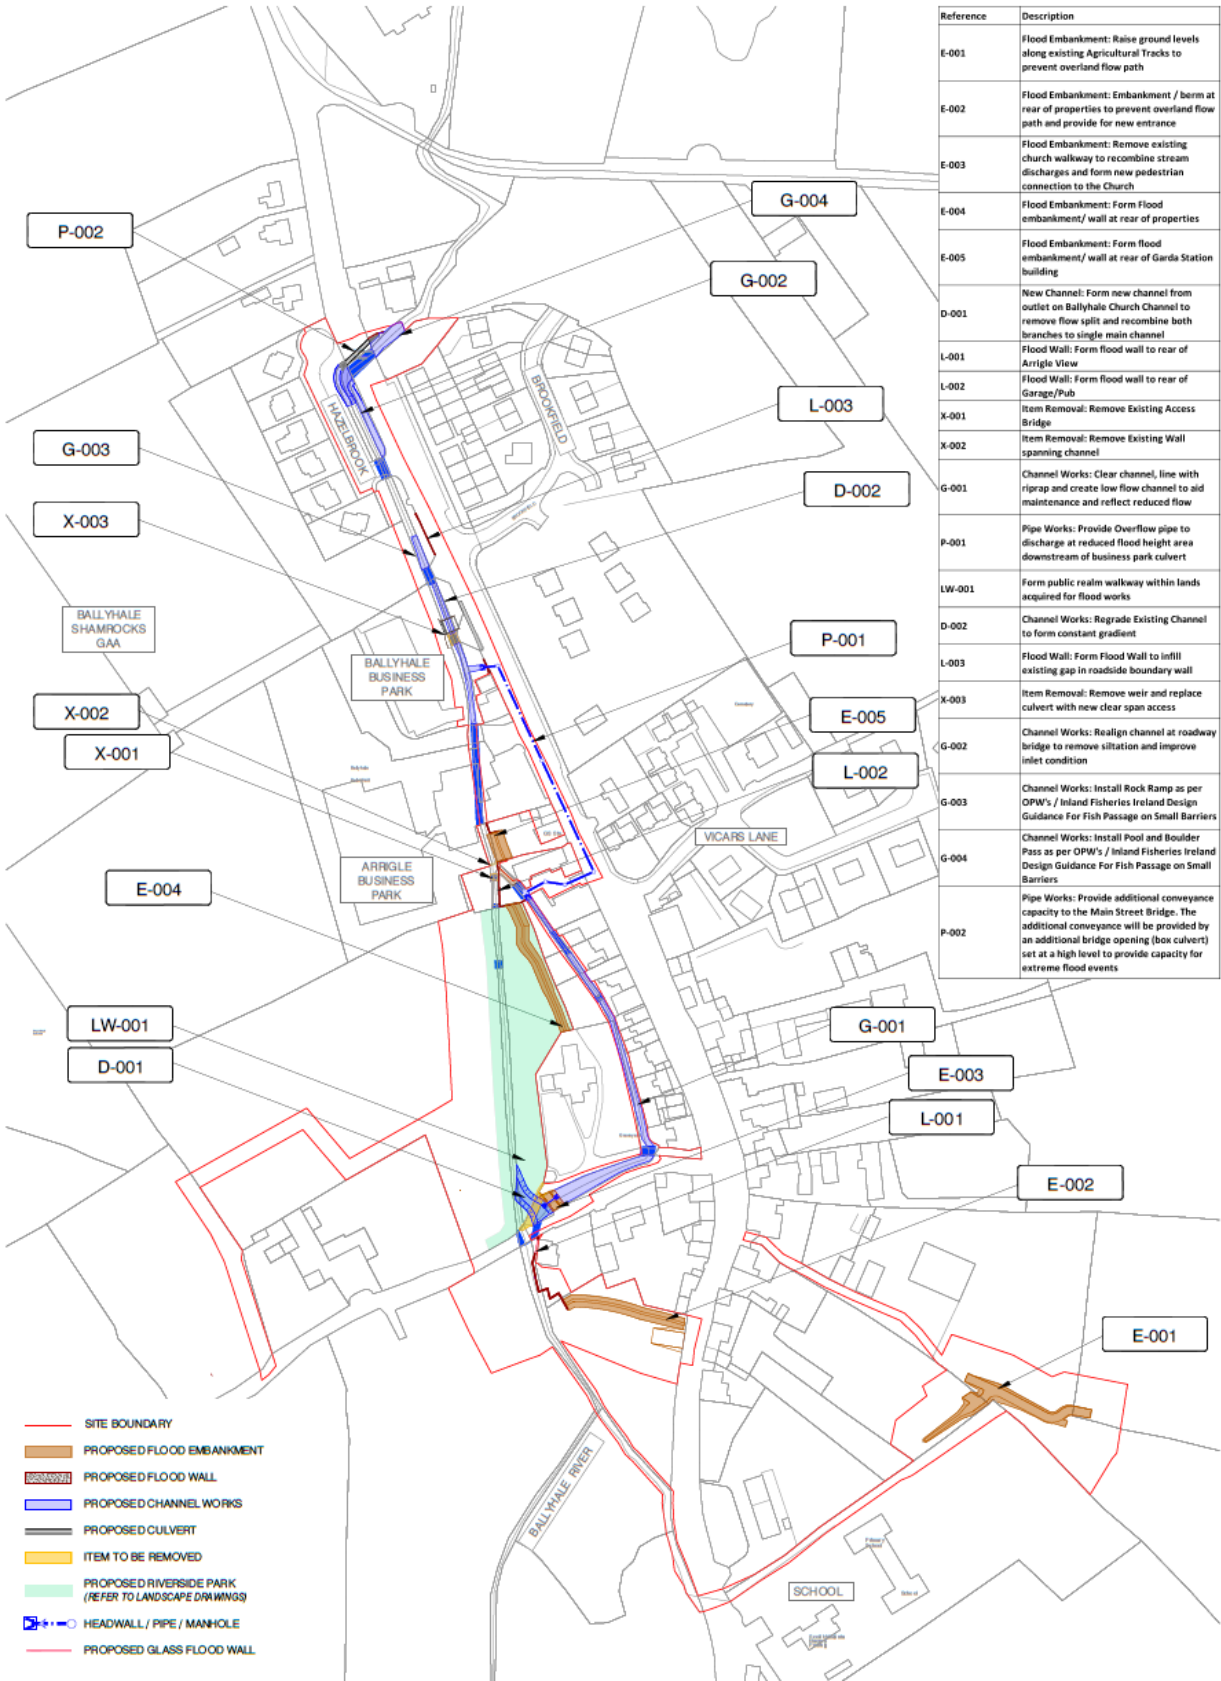 Reference Description
E-001 Flood Embankment: Raise ground levels
along existing Agricultural Tracks to
prevent overland flow path
E-002 Flood Embankment: Embankment / berm at
rear of properties to prevent overland flow
path and provide for new entrance
E-003 Flood Embankment: Remove existing
church walkway to recombine stream
discharges and form new pedestrian
connection to the Church
E-004 Flood Embankment: Form Flood
embankment/ wall at rear of properties
E-005 Flood Embankment: Form flood
embankment/ wall at rear of Garda Station
building
D-001 New Channel: Form new channel from
outlet on Ballyhale Church Channel to
remove flow split and recombine both
branches to single main channel
L-001 Flood Wall: Form flood wall to rear of
Arrigle View
L-002 Flood Wall: Form flood wall to rear of
Garage/Pub
X-001 Item Removal: Remove Existing Access
Bridge
X-002 Item Removal: Remove Existing Wall
spanning channel
G-001 Channel Works: Clear channel, line with
riprap and create low flow channel to aid
maintenance and reflect reduced flow
P-001 Pipe Works: Provide Overflow pipe to
discharge at reduced flood height area
downstream of business park culvert
LW-001 Form public realm walkway within lands
acquired for flood works
D-002 Channel Works: Regrade Existing Channel
to form constant gradient
L-003 Flood Wall: Form Flood Wall to infill
existing gap in roadside boundary wall
X-003 Item Removal: Remove weir and replace
culvert with new clear span access
G-002 Channel Works: Realign channel at roadway
bridge to remove siltation and improve
inlet condition
G-003 Channel Works: Install Rock Ramp as per
OPW's / Inland Fisheries Ireland Design
Guidance For Fish Passage on Small Barriers
G-004 Channel Works: Install Pool and Boulder
Pass as per OPW's / Inland Fisheries Ireland
Design Guidance For Fish Passage on Small
Barriers
P-002 Pipe Works: Provide additional conveyance
capacity to the Main Street Bridge. The
additional conveyance will be provided by
an additional bridge opening (box culvert)
set at a high level to provide capacity for
extreme flood events
G-004
P-002
G-002
HAZELBROOK
BROOKFIELD
L-003
G-003
D-002
X-003
BALLYHALE
SHAMROCKS
GAA
P-001
BALLYHALE
BUSINESS
PARK
X-002
E-005
X-001
L-002
VICARS LANE
ARRIGLE
BUSINESS
PARK
E-004
LW-001
G-001
D-001
E-003
L-001
E-002
E-001
BALLYHALE RIVER
SCHOOL
Primary
School
SITE BOUNDARY
PROPOSED FLOOD EMBANKMENT
PROPOSED FLOOD WALL
PROPOSED CHANNEL WORKS
PROPOSED CULVERT
ITEM TO BE REMOVED
PROPOSED RIVERSIDE PARK
(REFER TO LANDSCAPE DRAWINGS)
HEADWALL / PIPE / MANHOLE
PROPOSED GLASS FLOOD WALL